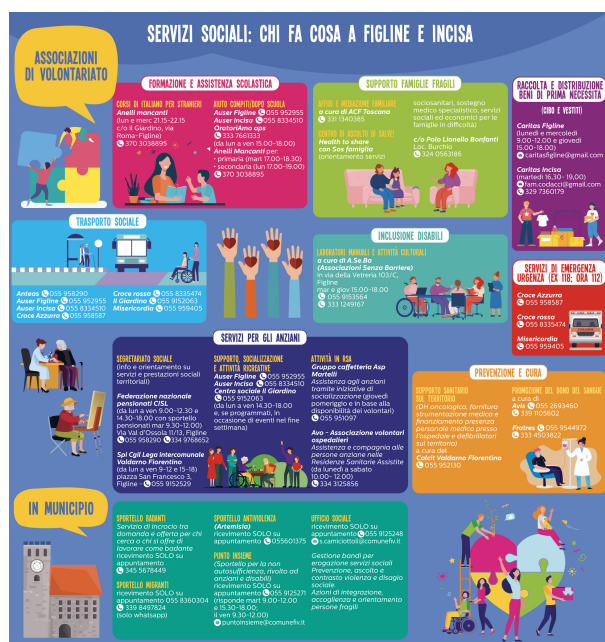 SERVIZI SOCIALI: CHI FA COSA A FIGLINE E INCISA
ASSOCIAZIONI
DI VOLONTARIATO
FORMAZIONE E ASSISTENZA SCOLASTICA
CORSI DI ITALIANO PER STRANIERI
Anelli Mancanti
(lun e merc 21.15-22.15
c/o Il Giardino, via
Roma-Figline)
370 3038895
AIUTO COMPITI/DOPO SCUOLA
Auser Figline 055 952955
Auser Incisa 055 8334510
OratoriAmo aps
333 7661133
(da lun a ven 15.00-18.00)
Anelli Mancanti per:
• primaria (mart 17.00-18.30)
• secondaria (lun 17.00-19.00)
370 3038895
SUPPORTO FAMIGLIE FRAGILI
AFFIDI E MEDIAZIONE FAMILIARE
a cura di ACF Toscana
331 1340385
CENTRO DI ASCOLTO DI SALVE!
Health to share
con Sos famiglia
(orientamento servizi
sociosanitari, sostegno
medico specialistico, servizi
sociali ed economici per le
famiglie in difficoltà)
c/o Polo Lionello Bonfanti
Loc. Burchio
324 0563186
RACCOLTA E DISTRIBUZIONE
BENI DI PRIMA NECESSITÀ
(CIBO E VESTITI)
Caritas Figline
(lunedi e mercoledi
9.00-12.00 e giovedi
15.00-18.00)
caritasfigline@gmail.com
Caritas Incisa
(martedi 16,30- 19,00)
fam.codacci@gmail.com
329 7360179
TRASPORTO SOCIALE
Anteas 055 958290
Auser Figline 055 952955
Auser Incisa 055 8334510
Croce Azzurra 055 958587
Croce rossa 055 8335474
Il Giardino 055 9152063
Misericordia 055 959405
INCLUSIONE DISABILI
LABORATORI MANUALI E ATTIVITÀ CULTURALI
a cura di A.Se.Ba
(Associazioni Senza Barriere)
in via della Vetreria 103/C,
Figline
mar e giov 15.00-18.00
055 9153564
333 1249167
SERVIZI DI EMERGENZA
URGENZA (EX 118; ORA 112)
Croce Azzurra
055 958587
Croce rossa
055 8335474
Misericordia
055 959405
SERVIZI PER GLI ANZIANI
SEGRETARIATO SOCIALE
(info e orientamento su
servizi e prestazioni sociali
territoriali)
Federazione nazionale
pensionati CISL
(da lun a ven 9.00-12.30 e
14.30-18.00 con sportello
pensionati mar 9.30-12.00)
Via Val d'Ossola 11/13, Figline
055 958290 334 9768652
Spi Cgil Lega Intercomunale
Valdarno Fiorentino
(da lun a ven 9-12 e 15-18)
piazza San Francesco 3,
Figline - 055 9152529
SUPPORTO, SOCIALIZZAZIONE
E ATTIVITÀ RICREATIVE
Auser Figline 055 952955
Auser Incisa 055 8334510
Centro sociale Il Giardino
055 9152063
(da lun a ven 14.30-18.00
e, se programmati, in
occasione di eventi nel fine
settimana)
ATTIVITÀ IN RSA
Gruppo caffetteria Asp
Martelli
Assistenza agli anziani
tramite iniziative di
socializzazione (giovedi
pomeriggio e in base alla
disponibilità dei volontari)
055 951097
Avo - Associazione volontari
ospedalieri
Assistenza e compagnia alle
persone anziane nelle
Residenze Sanitarie Assistite
(da lunedì a sabato
10.00- 12.00)
334 3125856
PREVENZIONE E CURA
SUPPORTO SANITARIO
SUL TERRITORIO
(DH oncologico, fornitura
strumentazione medica e
finanziamento presenza
personale medico presso
l'ospedale e defibrillatori
sul territorio)
a cura del
Calcit Valdarno Fiorentino
055 952130
PROMOZIONE DEL DONO DEL SANGUE
a cura di
Avis 055 2693460
339 1105602
Fratres 055 9544972
333 4503822
IN MUNICIPIO
SPORTELLO BADANTI
Servizio di incrocio tra
domanda e offerta per chi
cerca o chi si offre di
lavorare come badante
ricevimento SOLO su
appuntamento
345 5678449
SPORTELLO MIGRANTI
ricevimento SOLO su
appuntamento 055 8360304
339 8497824
(solo whatsapp)
SPORTELLO ANTIVIOLENZA
(Artemisia)
ricevimento SOLO su
appuntamento 055601375
PUNTO INSIEME
(Sportello per la non
autosufficienza, rivolto ad
anziani e disabili)
ricevimento SOLO su
appuntamento 055 9125271
(risponde mart 9.00-12.00
e 15.30-18.00;
il ven 9.30-12.00)
puntoinsieme@comunefiv.it
UFFICIO SOCIALE
ricevimento SOLO su
appuntamento 055 9125248
s.camiciottoli@comunefiv.it
Gestione bandi per
erogazione servizi sociali
Prevenzione, ascolto e
contrasto violenza e disagio
sociale.
Azioni di integrazione,
accoglienza e orientamento
persone fragili